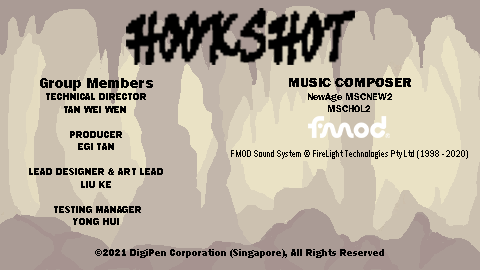 HOOKSHOT
Group Members
TECHNICAL DIRECTOR
TAN WEI WEN
PRODUCER
EGI TAN
LEAD DESIGNER & ART LEAD
LIU KE
TESTING MANAGER
YONG HUI
MUSIC COMPOSER
NewAge MSCNEW2
MSCHOL2
fmod
FMOD Sound System © FireLight Technologies Pty Ltd (1998 - 2020)
©2021 DigiPen Corporation (Singapore), All Rights Reserved